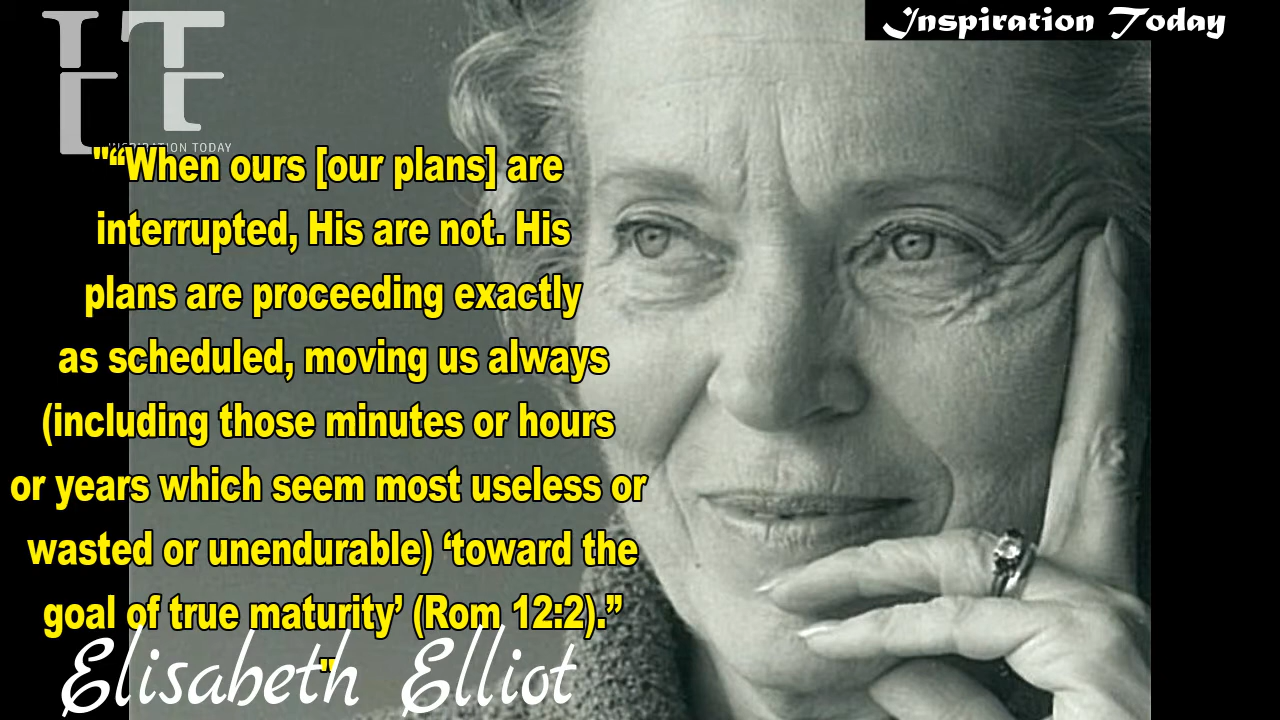 Inspiration Today
INSPIRATION TODAY
"“When ours [our plans] are
interrupted, His are not. His
plans are proceeding exactly
as scheduled, moving us always
(including those minutes or hours
or years which seem most useless or
wasted or unendurable) ‘toward the
goal of true maturity’ (Rom 12:2).”
"
Elisabeth Elliot